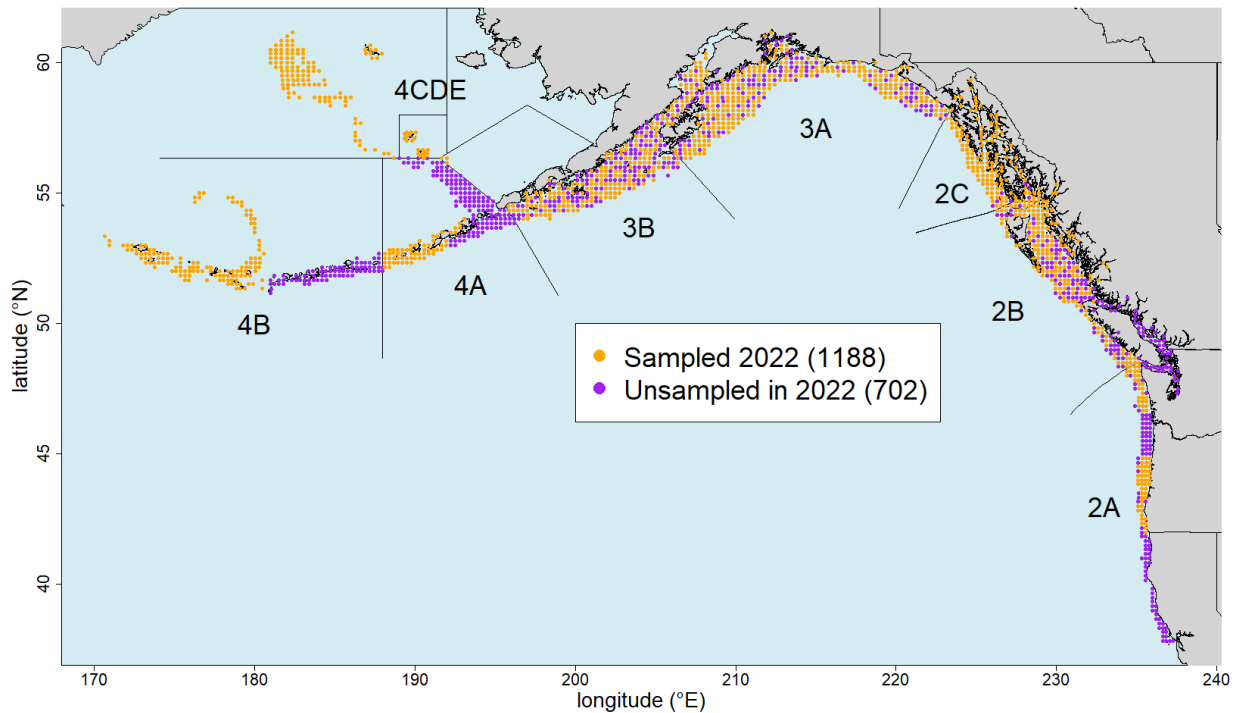 60
55
50
45
40
latitude (°N)
4CDE
3A
2C
3B
4A
2B
4B
2A
Sampled 2022 (1188)
Unsampled in 2022 (702)
170
180
190
200
210
220
230
240
longitude (°E)